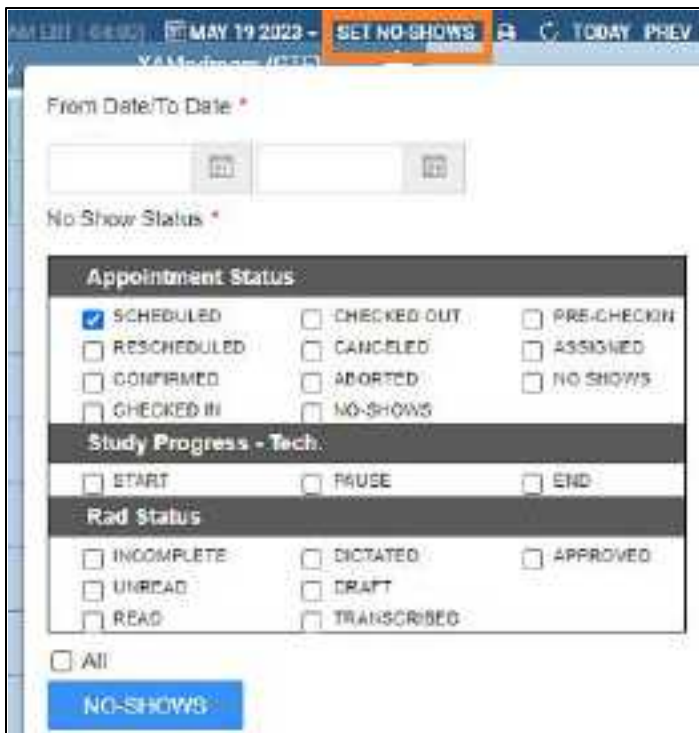 MAY 19 2023 - SET NO-SHOWS TODAY PREV
From Date/To Date *
No Show Status *
Appointment Status
SCHEDULED CHECKED OUT PRE-CHECKIN
RESCHEDULED CANCELED ASSIGNED
CONFIRMED ABORTED NO SHOWS
CHECKED IN NO-SHOWS
Study Progress - Tech.
START PAUSE END
Rad Status
INCOMPLETE DICTATED APPROVED
UNREAD DRAFT
READ TRANSCRIBED
All
NO-SHOWS